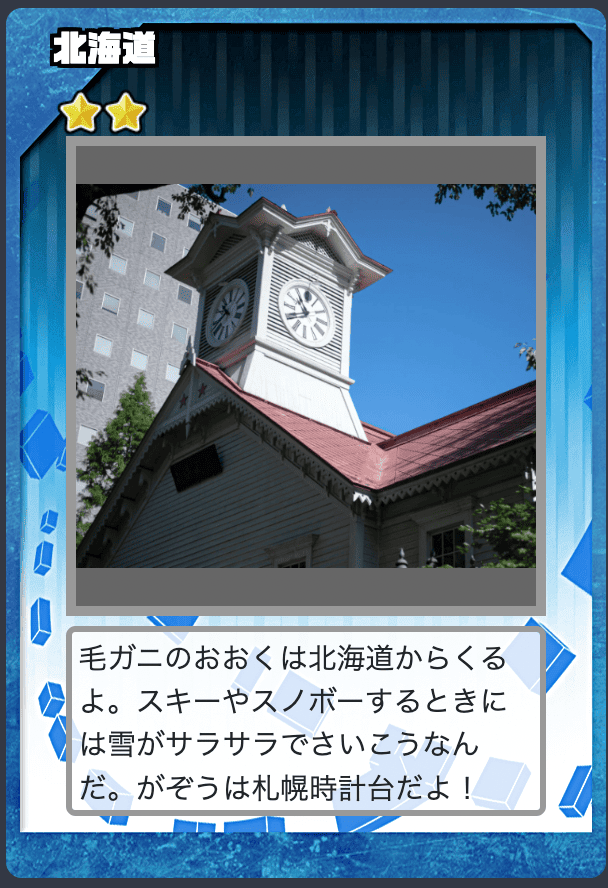 北海道
毛ガニのおおくは北海道からくる
よ。スキーやスノボーするときに
は雪がサラサラでさいこうなん
だ。がぞうは札幌時計台だよ！